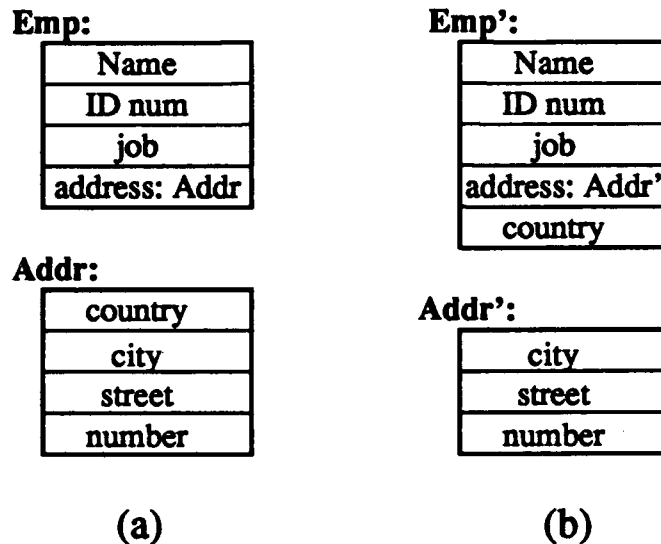 Emp:
Name
ID num
job
address: Addr
Addr:
country
city
street
number
(a)
Emp’:
Name
ID num
job
address: Addr’
country
Addr’:
city
street
number
(b)